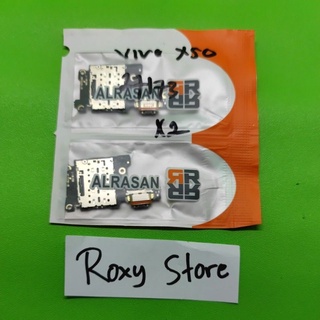 vivo X50
ALRASAN
X2
ALRASAN
Roxy Store